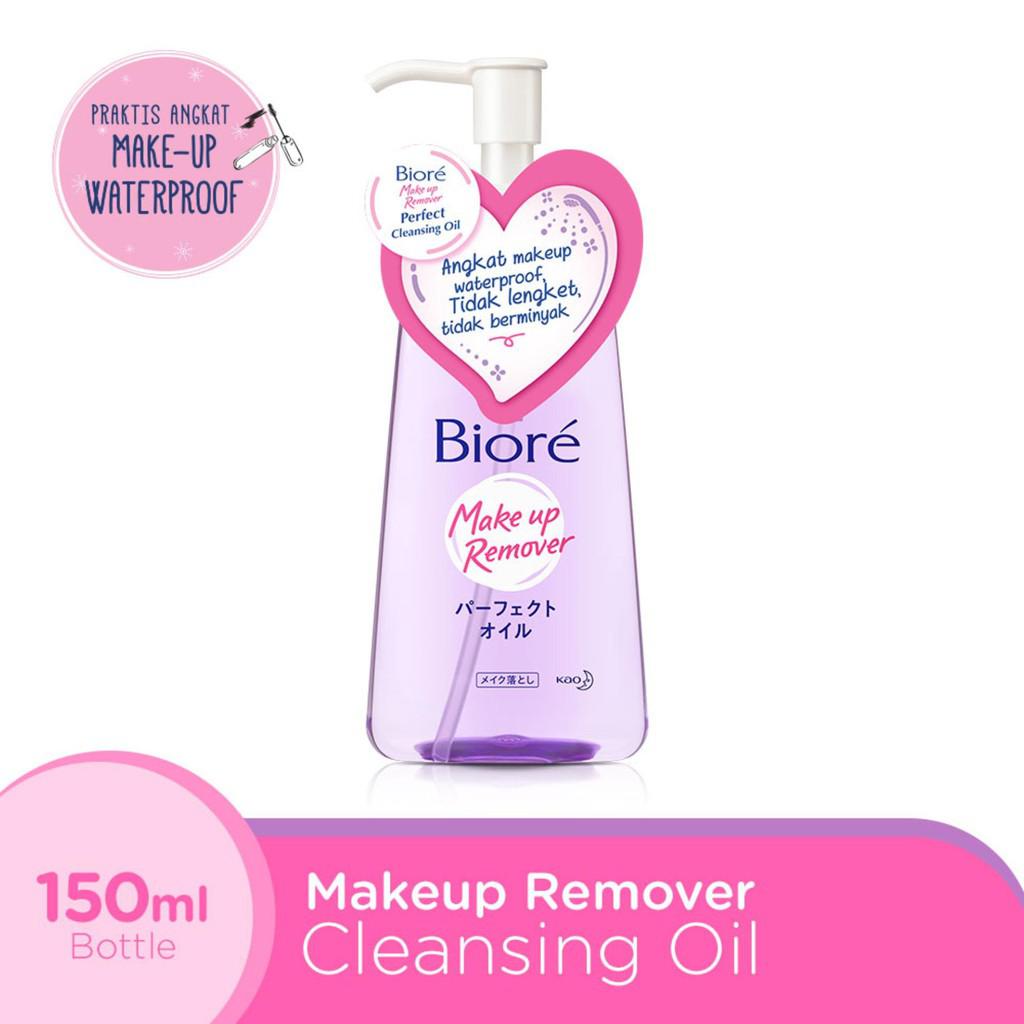 PRAKTIS ANGKAT
MAKE-UP
WATERPROOF
Bioré
Make up
Remover
Perfect
Cleansing Oil
Angkat makeup
waterproof,
Tidak lengket,
tidak berminyak
Bioré
Make up
Remover
パーフェクト
オイル
メイク落とし
Kao
150ml
Bottle
Makeup Remover
Cleansing Oil